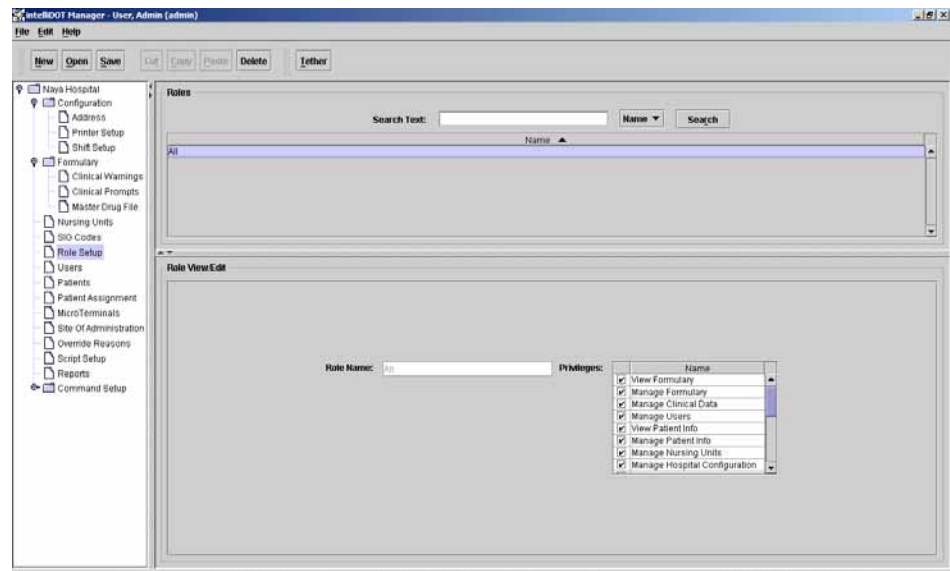 intelliDOT Manager - User, Admin (admin)
File Edit Help
New Open Save Cut Copy Paste Delete Tether
Naya Hospital
Configuration
Address
Printer Setup
Shift Setup
Formulary
Clinical Warnings
Clinical Prompts
Master Drug File
Nursing Units
SIG Codes
Role Setup
Users
Patients
Patient Assignment
MicroTerminals
Site Of Administration
Override Reasons
Script Setup
Reports
Command Setup
Roles
Search Text: Name Search
Name
All
Role View/Edit
Role Name: All
Privileges:
Name
View Formulary
Manage Formulary
Manage Clinical Data
Manage Users
View Patient Info
Manage Patient Info
Manage Nursing Units
Manage Hospital Configuration